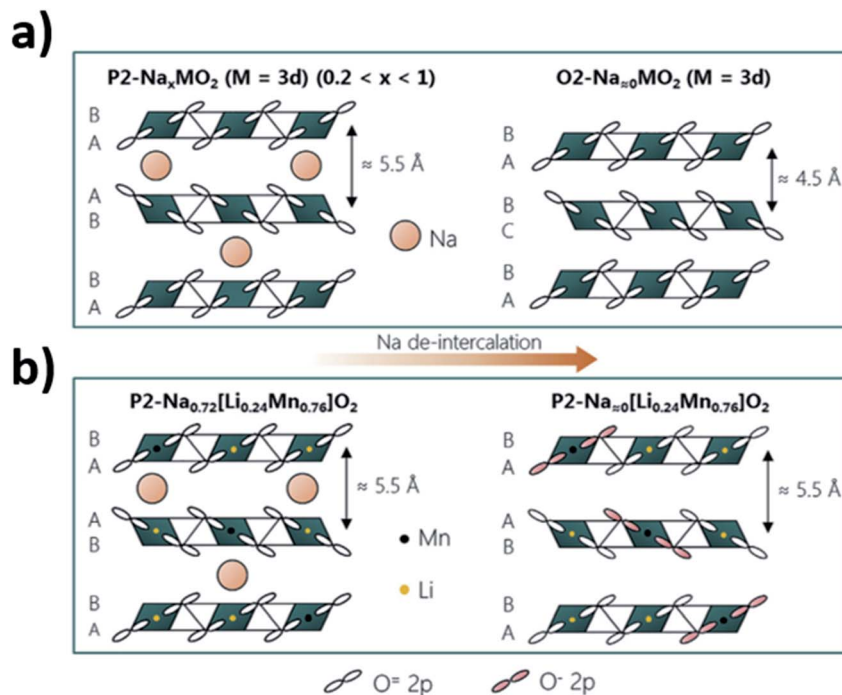 a)
P2-NaₓMO₂ (M = 3d) (0.2 < x < 1)
O2-Na≈₀MO₂ (M = 3d)
B
A
≈ 5.5 Å
A
B
Na
B
A
B
A
≈ 4.5 Å
B
C
B
A
Na de-intercalation
b)
P2-Na₀.₇₂[Li₀.₂₄Mn₀.₇₆]O₂
P2-Na≈₀[Li₀.₂₄Mn₀.₇₆]O₂
B
A
≈ 5.5 Å
A
B
Mn
Li
B
A
B
A
≈ 5.5 Å
A
B
B
A
O⁼ 2p
O⁻ 2p